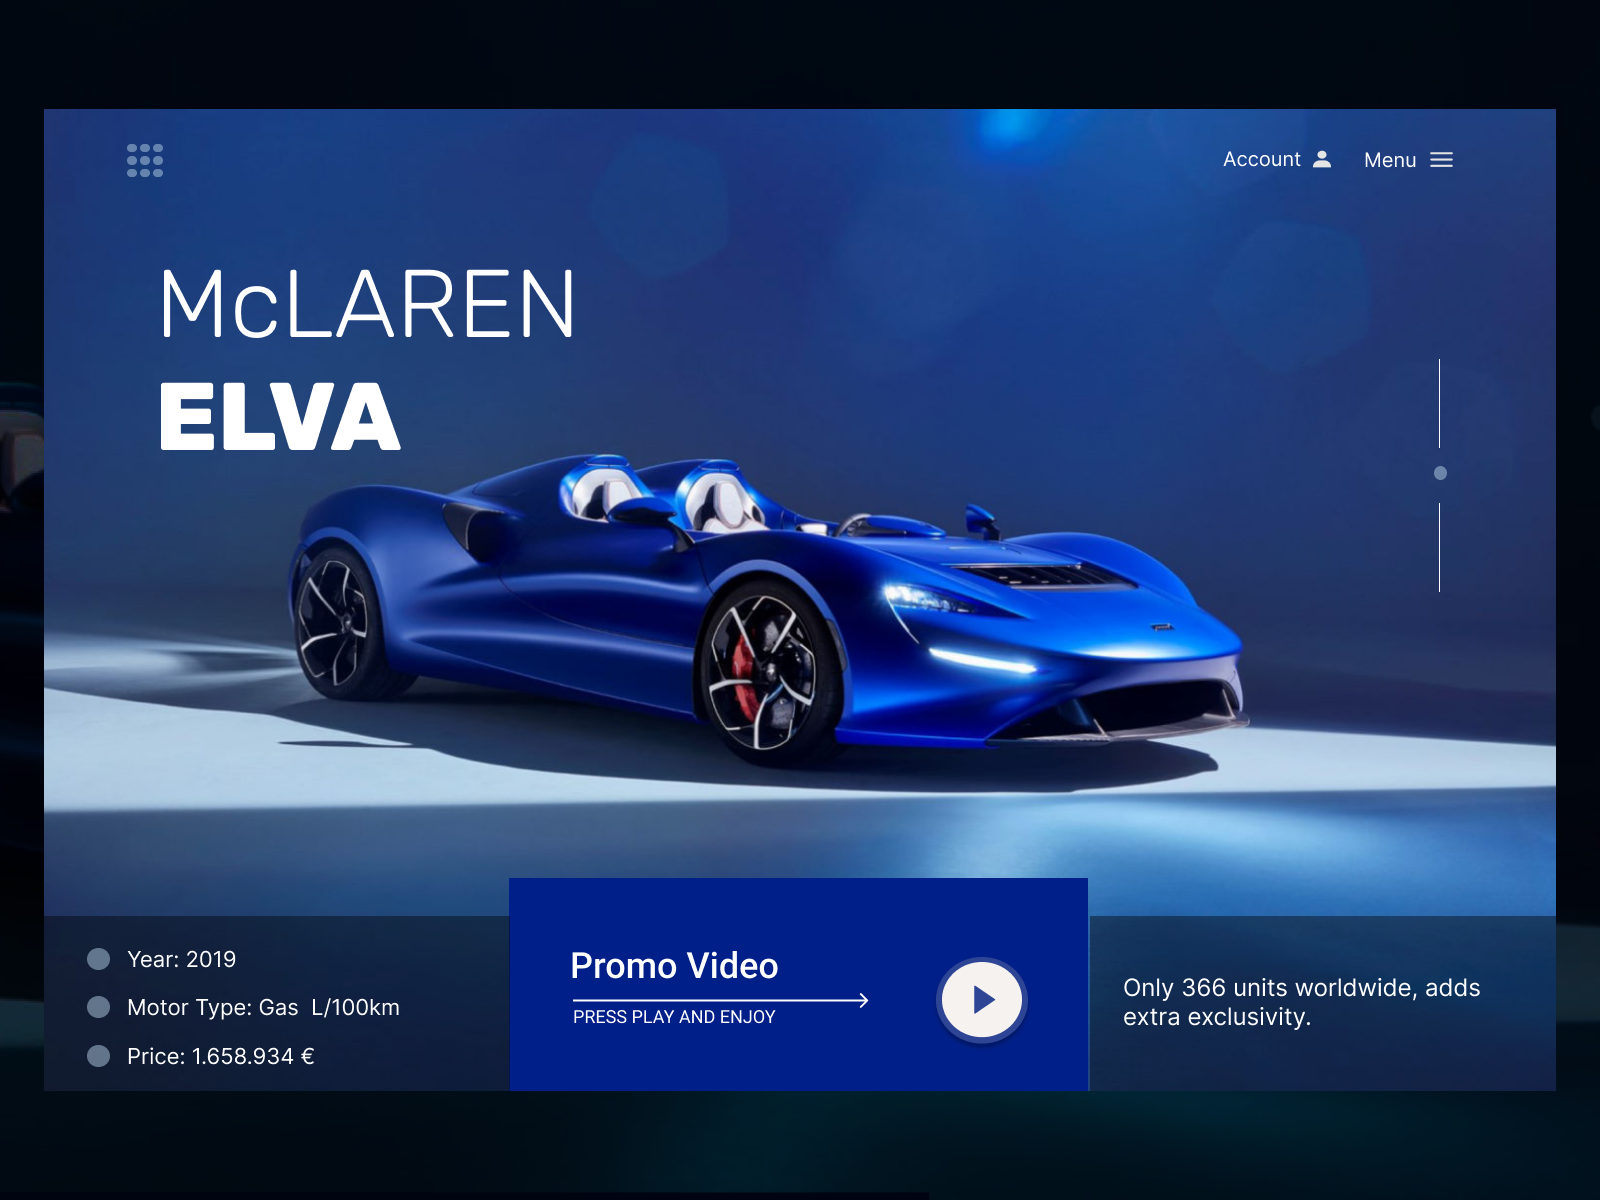 Account
Menu
McLAREN
ELVA
Year: 2019
Motor Type: Gas  L/100km
Price: 1.658.934 €
Promo Video
PRESS PLAY AND ENJOY
Only 366 units worldwide, adds
extra exclusivity.